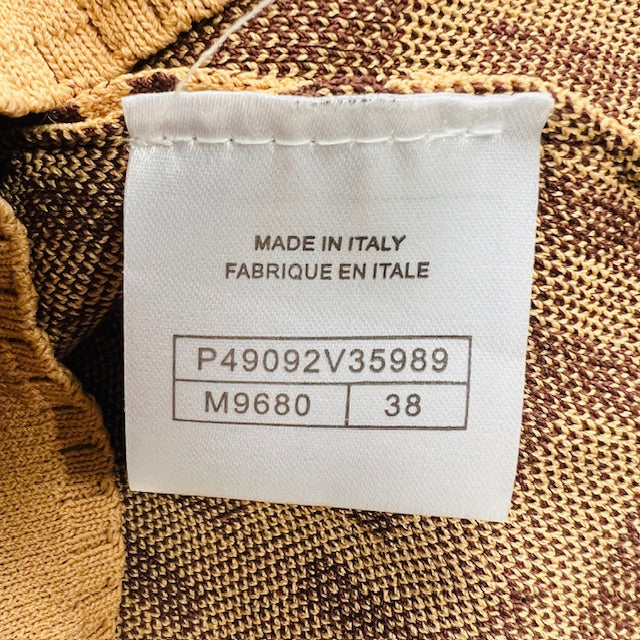 MADE IN ITALY
FABRIQUE EN ITALE
P49092V35989
M9680 38